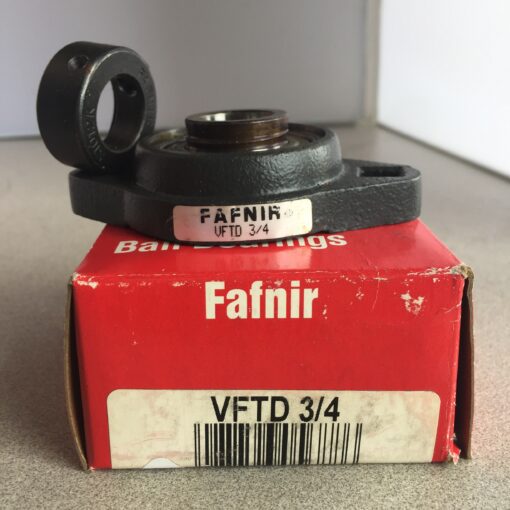 FAFNIR
VFTD 3/4
Ball Bearings
Fafnir
VFTD 3/4